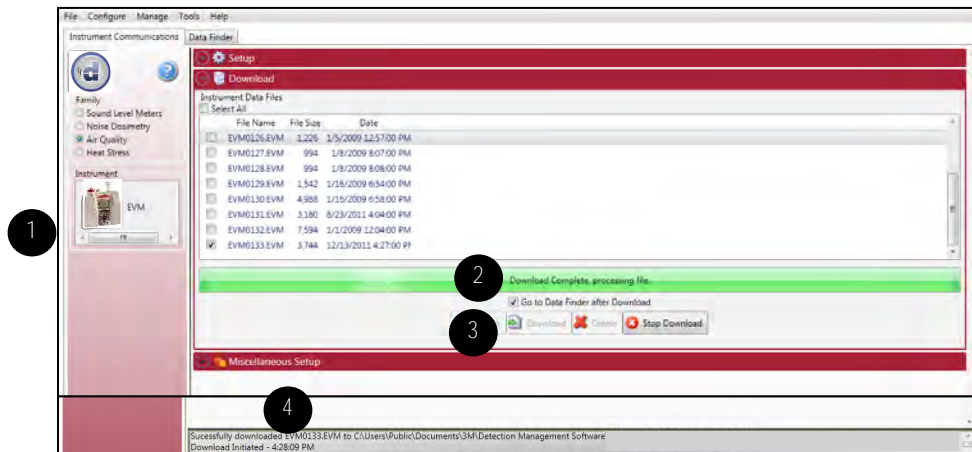 File Configure Manage Tools Help
Instrument Communications Data Finder
d
?
Family
Sound Level Meters
Noise Dosimetry
Air Quality
Heat Stress
Instrument
EVM
1
Setup
Download
Instrument Data Files
Select All
File Name File Size Date
EVM0126.EVM 1,226 1/5/2009 12:57:00 PM
EVM0127.EVM 994 1/8/2009 8:07:00 PM
EVM0128.EVM 994 1/8/2009 8:08:00 PM
EVM0129.EVM 1,542 1/16/2009 6:34:00 PM
EVM0130.EVM 4,988 1/16/2009 6:58:00 PM
EVM0131.EVM 3,180 8/23/2011 4:04:00 PM
EVM0132.EVM 7,594 1/1/2009 12:04:00 PM
EVM0133.EVM 3,744 12/13/2011 4:27:00 PM
2
Download Complete, processing file.
Go to Data Finder after Download
3
Download Delete Stop Download
Miscellaneous Setup
4
Sucessfully downloaded EVM0133.EVM to C:\Users\Public\Documents\3M\Detection Management Software
Download Initiated - 4:28:09 PM